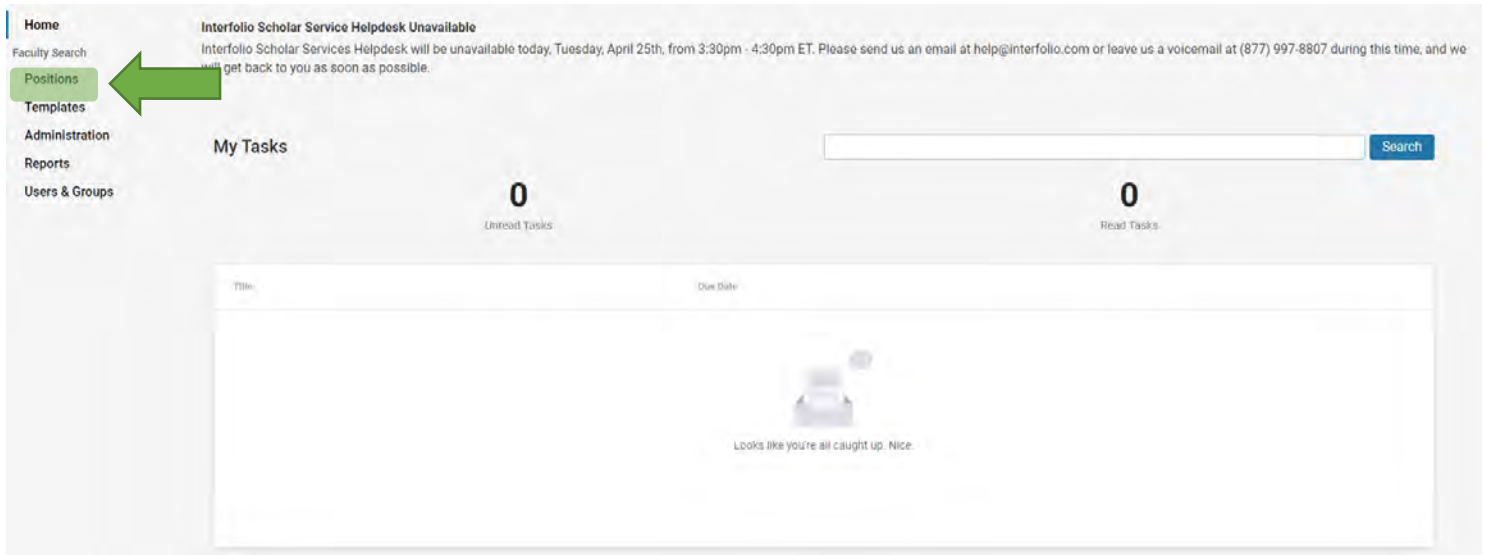 Home
Faculty Search
Positions
Templates
Administration
Reports
Users & Groups
Interfolio Scholar Service Helpdesk Unavailable
Interfolio Scholar Services Helpdesk will be unavailable today, Tuesday, April 25th, from 3:30pm - 4:30pm ET. Please send us an email at help@interfolio.com or leave us a voicemail at (877) 997-8807 during this time, and we
will get back to you as soon as possible.
My Tasks
Search
0
Unread Tasks
0
Read Tasks
Title
Due Date
Looks like you're all caught up. Nice.